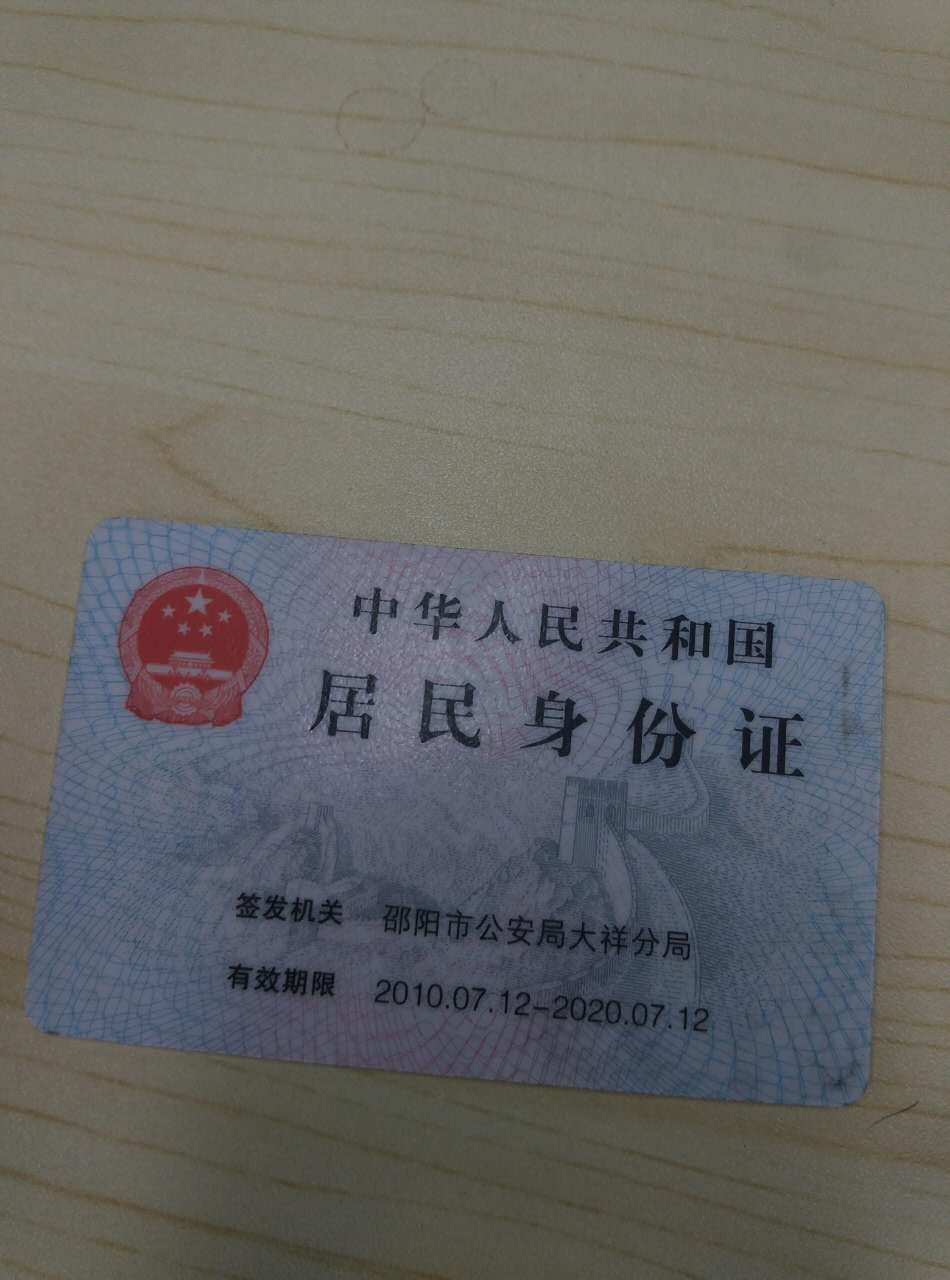 中华人民共和国
居民身份证
签发机关 邵阳市公安局大祥分局
有效期限 2010.07.12-2020.07.12